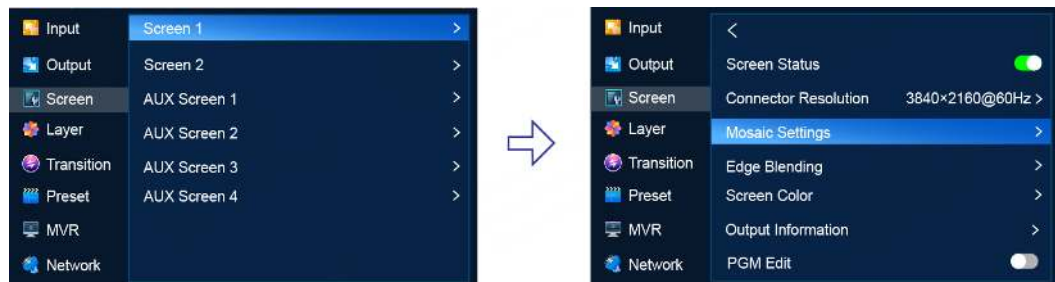 Input
Output
Screen
Layer
Transition
Preset
MVR
Network
Screen 1 >
Screen 2 >
AUX Screen 1 >
AUX Screen 2 >
AUX Screen 3 >
AUX Screen 4 >
Input
Output
Screen
Layer
Transition
Preset
MVR
Network
<
Screen Status
Connector Resolution 3840×2160@60Hz >
Mosaic Settings >
Edge Blending >
Screen Color >
Output Information >
PGM Edit